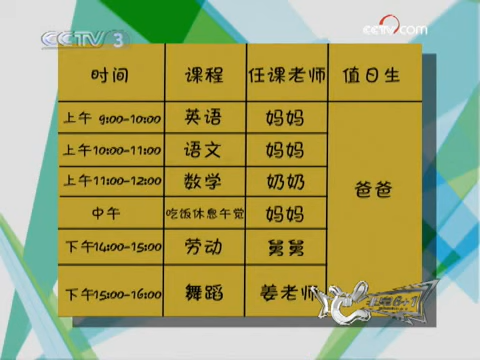 CCTV 3
cctv.com
时间 课程 任课老师 值日生
上午 9:00-10:00 英语 妈妈
上午10:00-11:00 语文 妈妈
上午11:00-12:00 数学 奶奶
爸爸
中午 吃饭休息午觉 妈妈
下午14:00-15:00 劳动 舅舅
下午15:00-16:00 舞蹈 姜老师
6+1